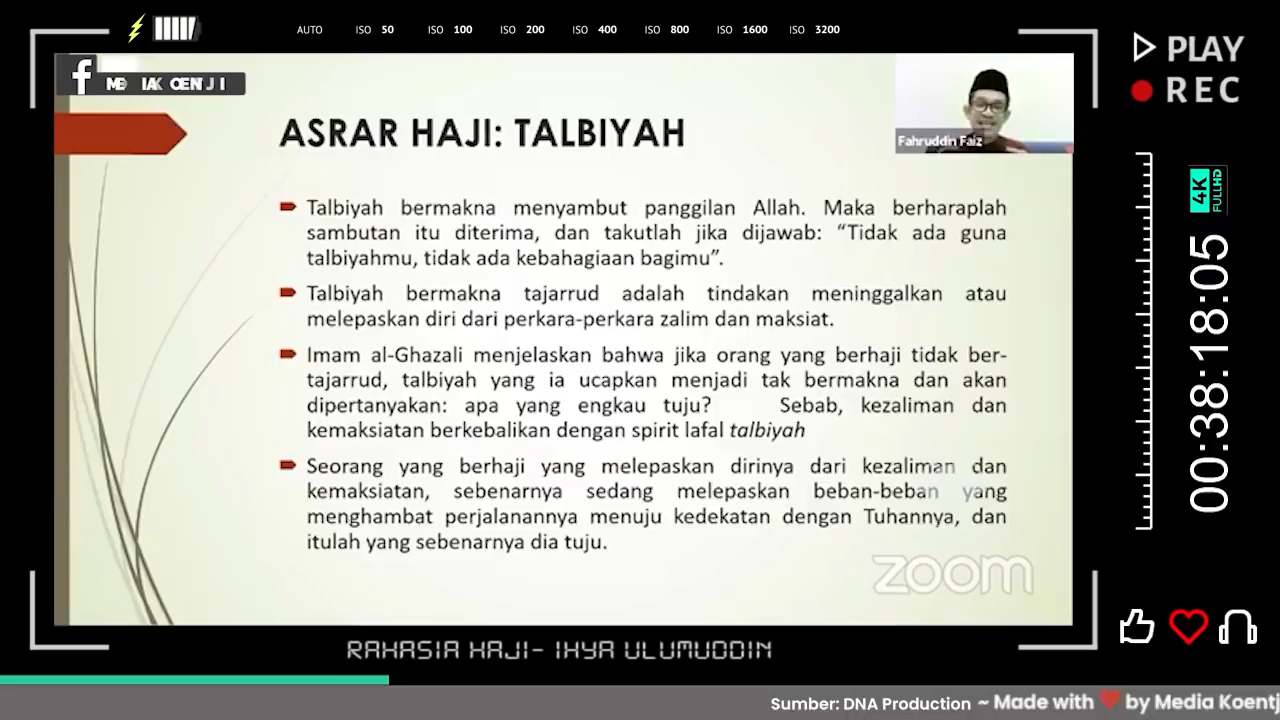 AUTO ISO 50 ISO 100 ISO 200 ISO 400 ISO 800 ISO 1600 ISO 3200
PLAY
REC
f
ASRAR HAJI: TALBIYAH
Fahruddin Faiz
Talbiyah bermakna menyambut panggilan Allah. Maka berharaplah
sambutan itu diterima, dan takutlah jika dijawab: “Tidak ada guna
talbiyahmu, tidak ada kebahagiaan bagimu”.
Talbiyah bermakna tajarrud adalah tindakan meninggalkan atau
melepaskan diri dari perkara-perkara zalim dan maksiat.
Imam al-Ghazali menjelaskan bahwa jika orang yang berhaji tidak ber-
tajarrud, talbiyah yang ia ucapkan menjadi tak bermakna dan akan
dipertanyakan: apa yang engkau tuju? Sebab, kezaliman dan
kemaksiatan berkebalikan dengan spirit lafal talbiyah
Seorang yang berhaji yang melepaskan dirinya dari kezaliman dan
kemaksiatan, sebenarnya sedang melepaskan beban-beban yang
menghambat perjalanannya menuju kedekatan dengan Tuhannya, dan
itulah yang sebenarnya dia tuju.
zoom
4K
FULLHD
00:38:18:05
RAHASIA HAJI- IHYA ULUMUDDIN
Sumber: DNA Production ~ Made with by Media Koentj